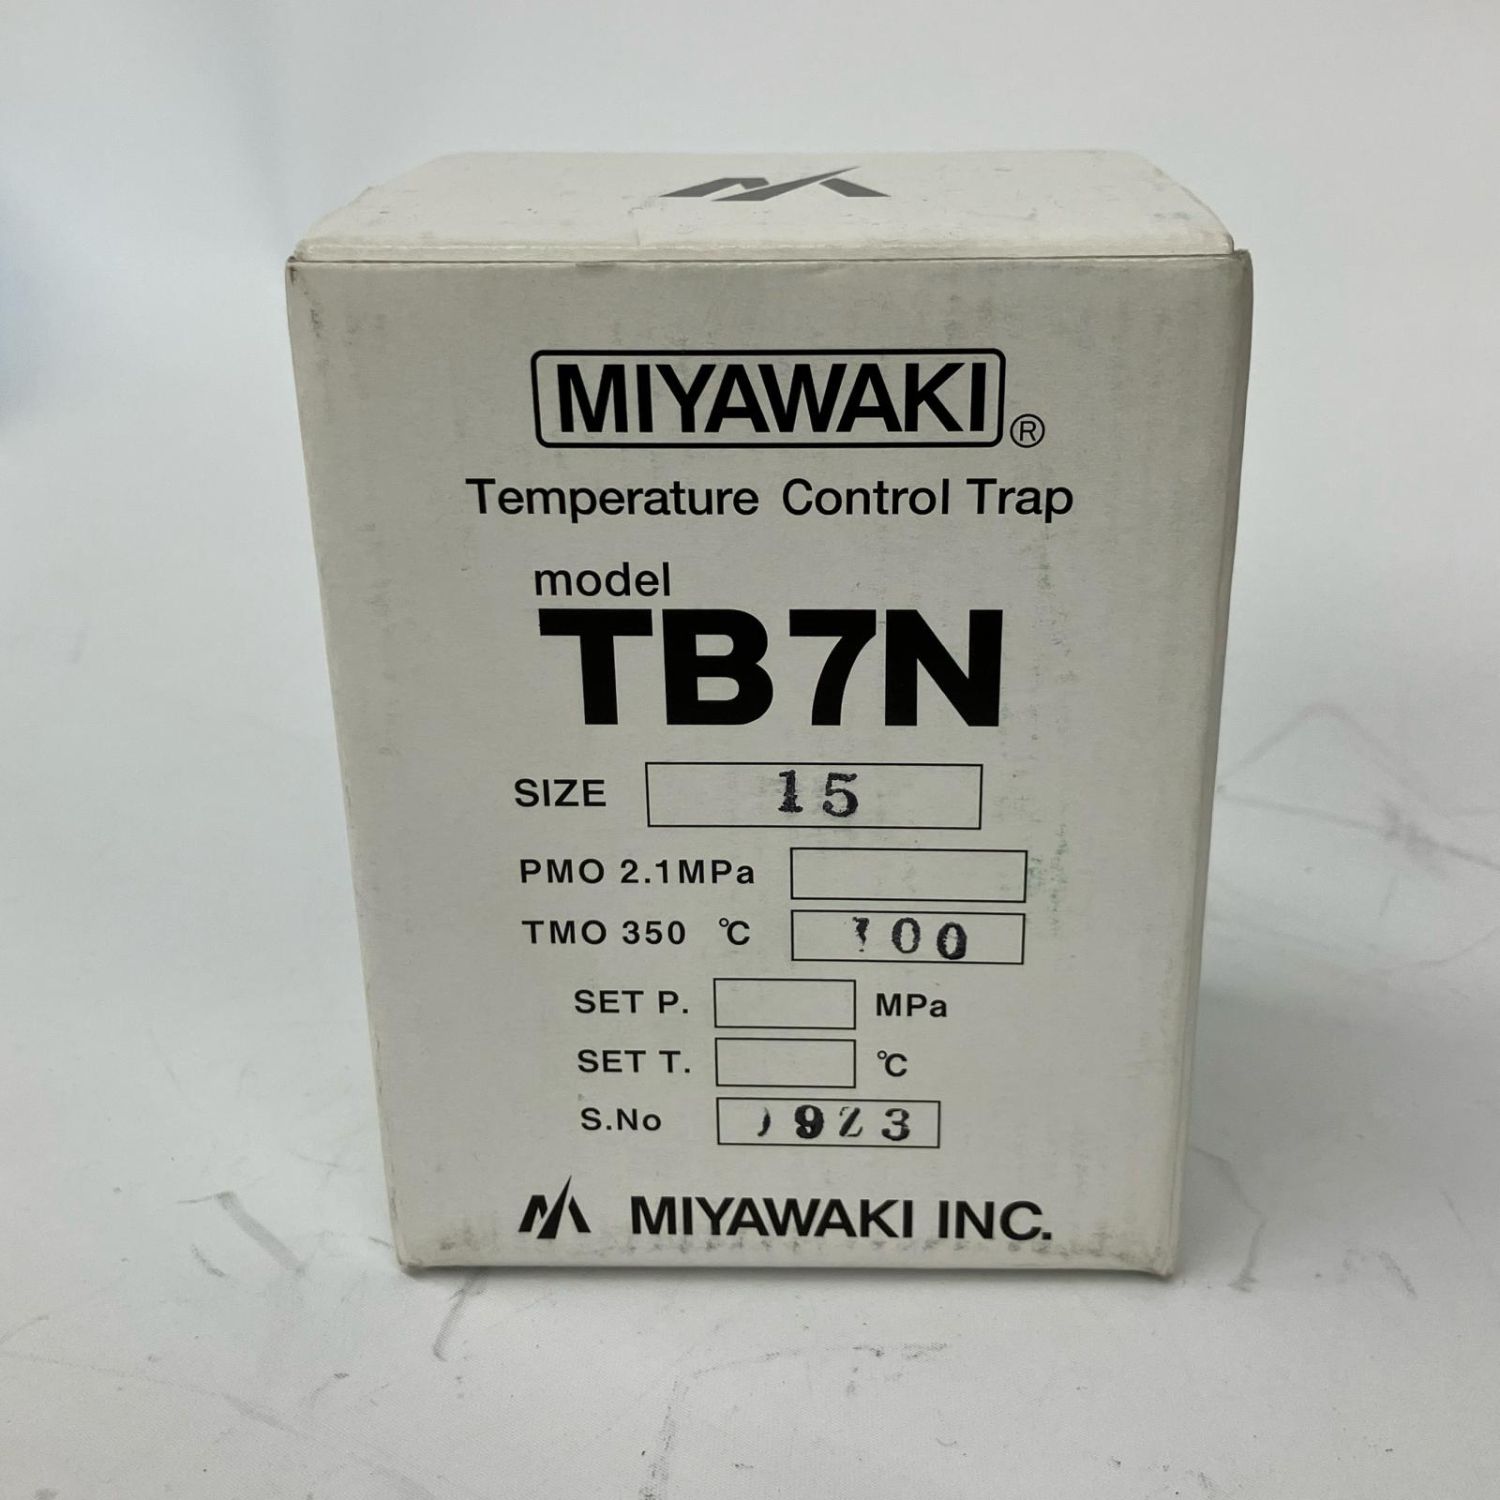 MIYAWAKI®
Temperature Control Trap
model
TB7N
SIZE 15
PMO 2.1MPa
TMO 350 °C 100
SET P. MPa
SET T. °C
S.No
MIYAWAKI INC.